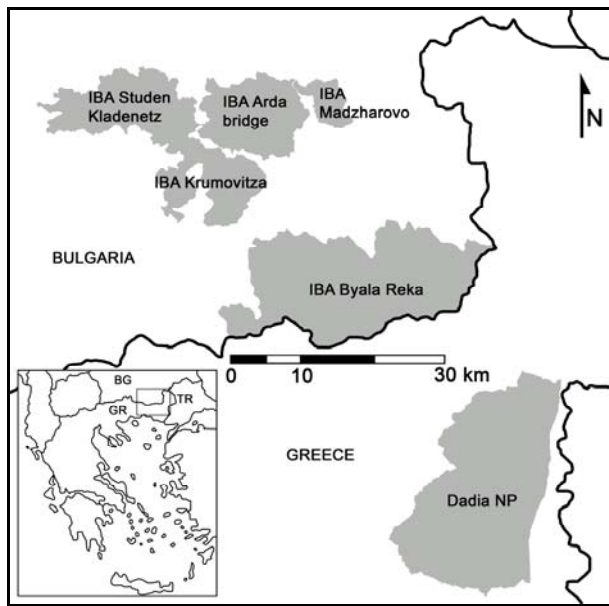 IBA Studen
Kladenetz
IBA Arda
bridge
IBA
Madzharovo
N
IBA Krumovitza
BULGARIA
IBA Byala Reka
0 10 30 km
BG
GR
TR
GREECE
Dadia NP